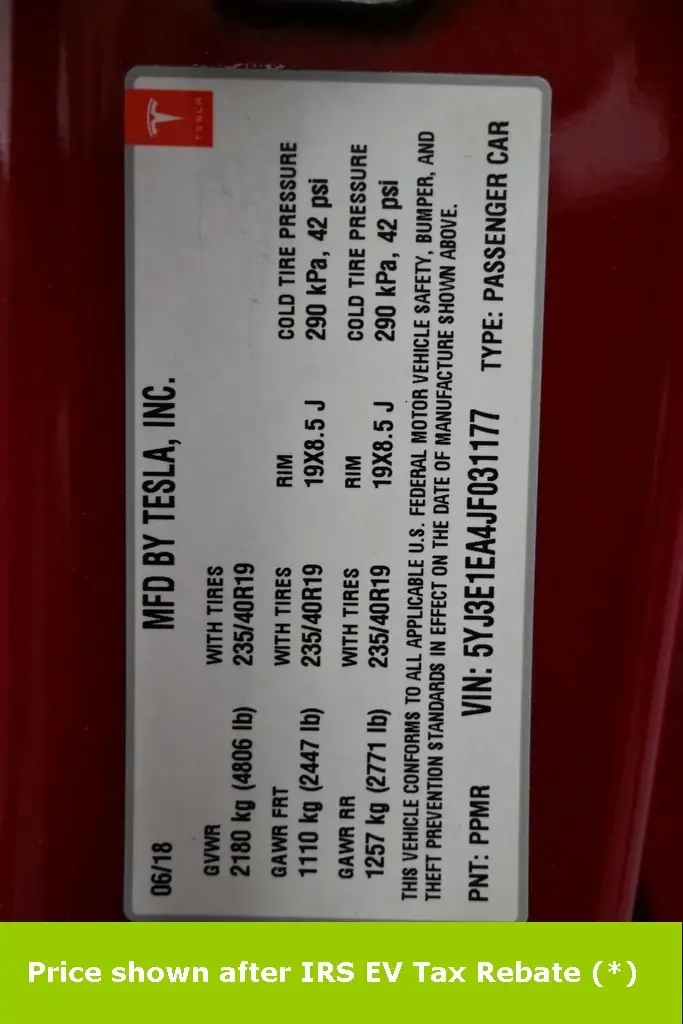 TESLA
06/18
MFD BY TESLA, INC.
GVWR
WITH TIRES
2180 kg (4806 lb)
235/40R19
GAWR FRT
WITH TIRES
RIM
COLD TIRE PRESSURE
1110 kg (2447 lb)
235/40R19
19X8.5 J
290 kPa, 42 psi
GAWR RR
WITH TIRES
RIM
COLD TIRE PRESSURE
1257 kg (2771 lb)
235/40R19
19X8.5 J
290 kPa, 42 psi
THIS VEHICLE CONFORMS TO ALL APPLICABLE U.S. FEDERAL MOTOR VEHICLE SAFETY, BUMPER, AND
THEFT PREVENTION STANDARDS IN EFFECT ON THE DATE OF MANUFACTURE SHOWN ABOVE.
PNT: PPMR VIN: 5YJ3E1EA4JF031177 TYPE: PASSENGER CAR
Price shown after IRS EV Tax Rebate (*)